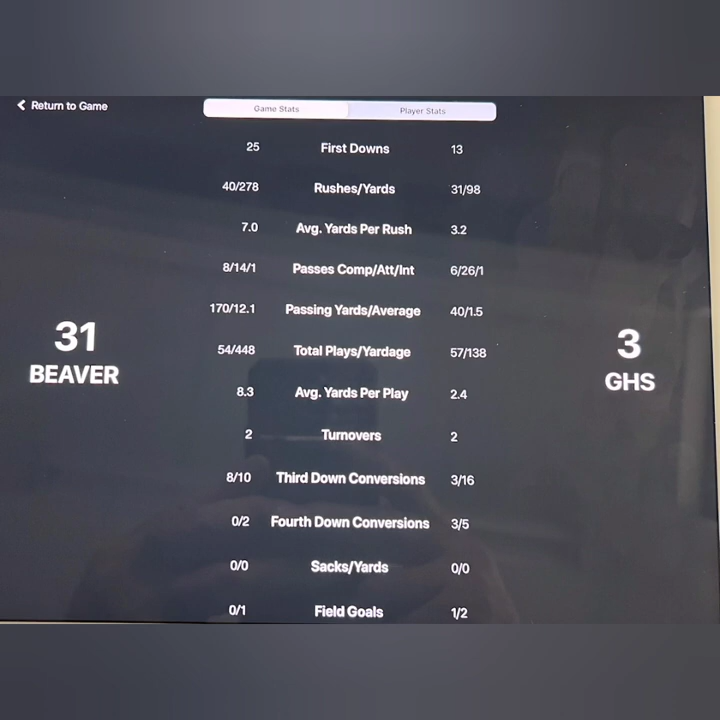 Return to Game
Game Stats Player Stats
25 First Downs 13
40/278 Rushes/Yards 31/98
7.0 Avg. Yards Per Rush 3.2
8/14/1 Passes Comp/Att/Int 6/26/1
170/12.1 Passing Yards/Average 40/1.5
31 54/448 Total Plays/Yardage 57/138 3
BEAVER 8.3 Avg. Yards Per Play 2.4 GHS
2 Turnovers 2
8/10 Third Down Conversions 3/16
0/2 Fourth Down Conversions 3/5
0/0 Sacks/Yards 0/0
0/1 Field Goals 1/2